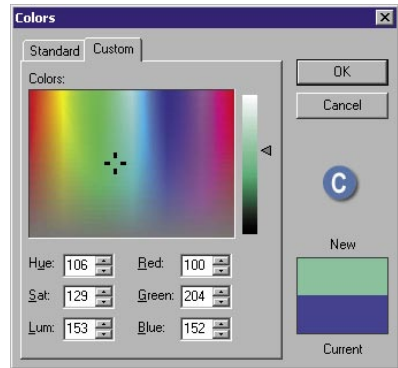 Colors
Standard Custom
Colors:
OK
Cancel
C
New
Hue: 106 Red: 100
Sat: 129 Green: 204
Lum: 153 Blue: 152
Current